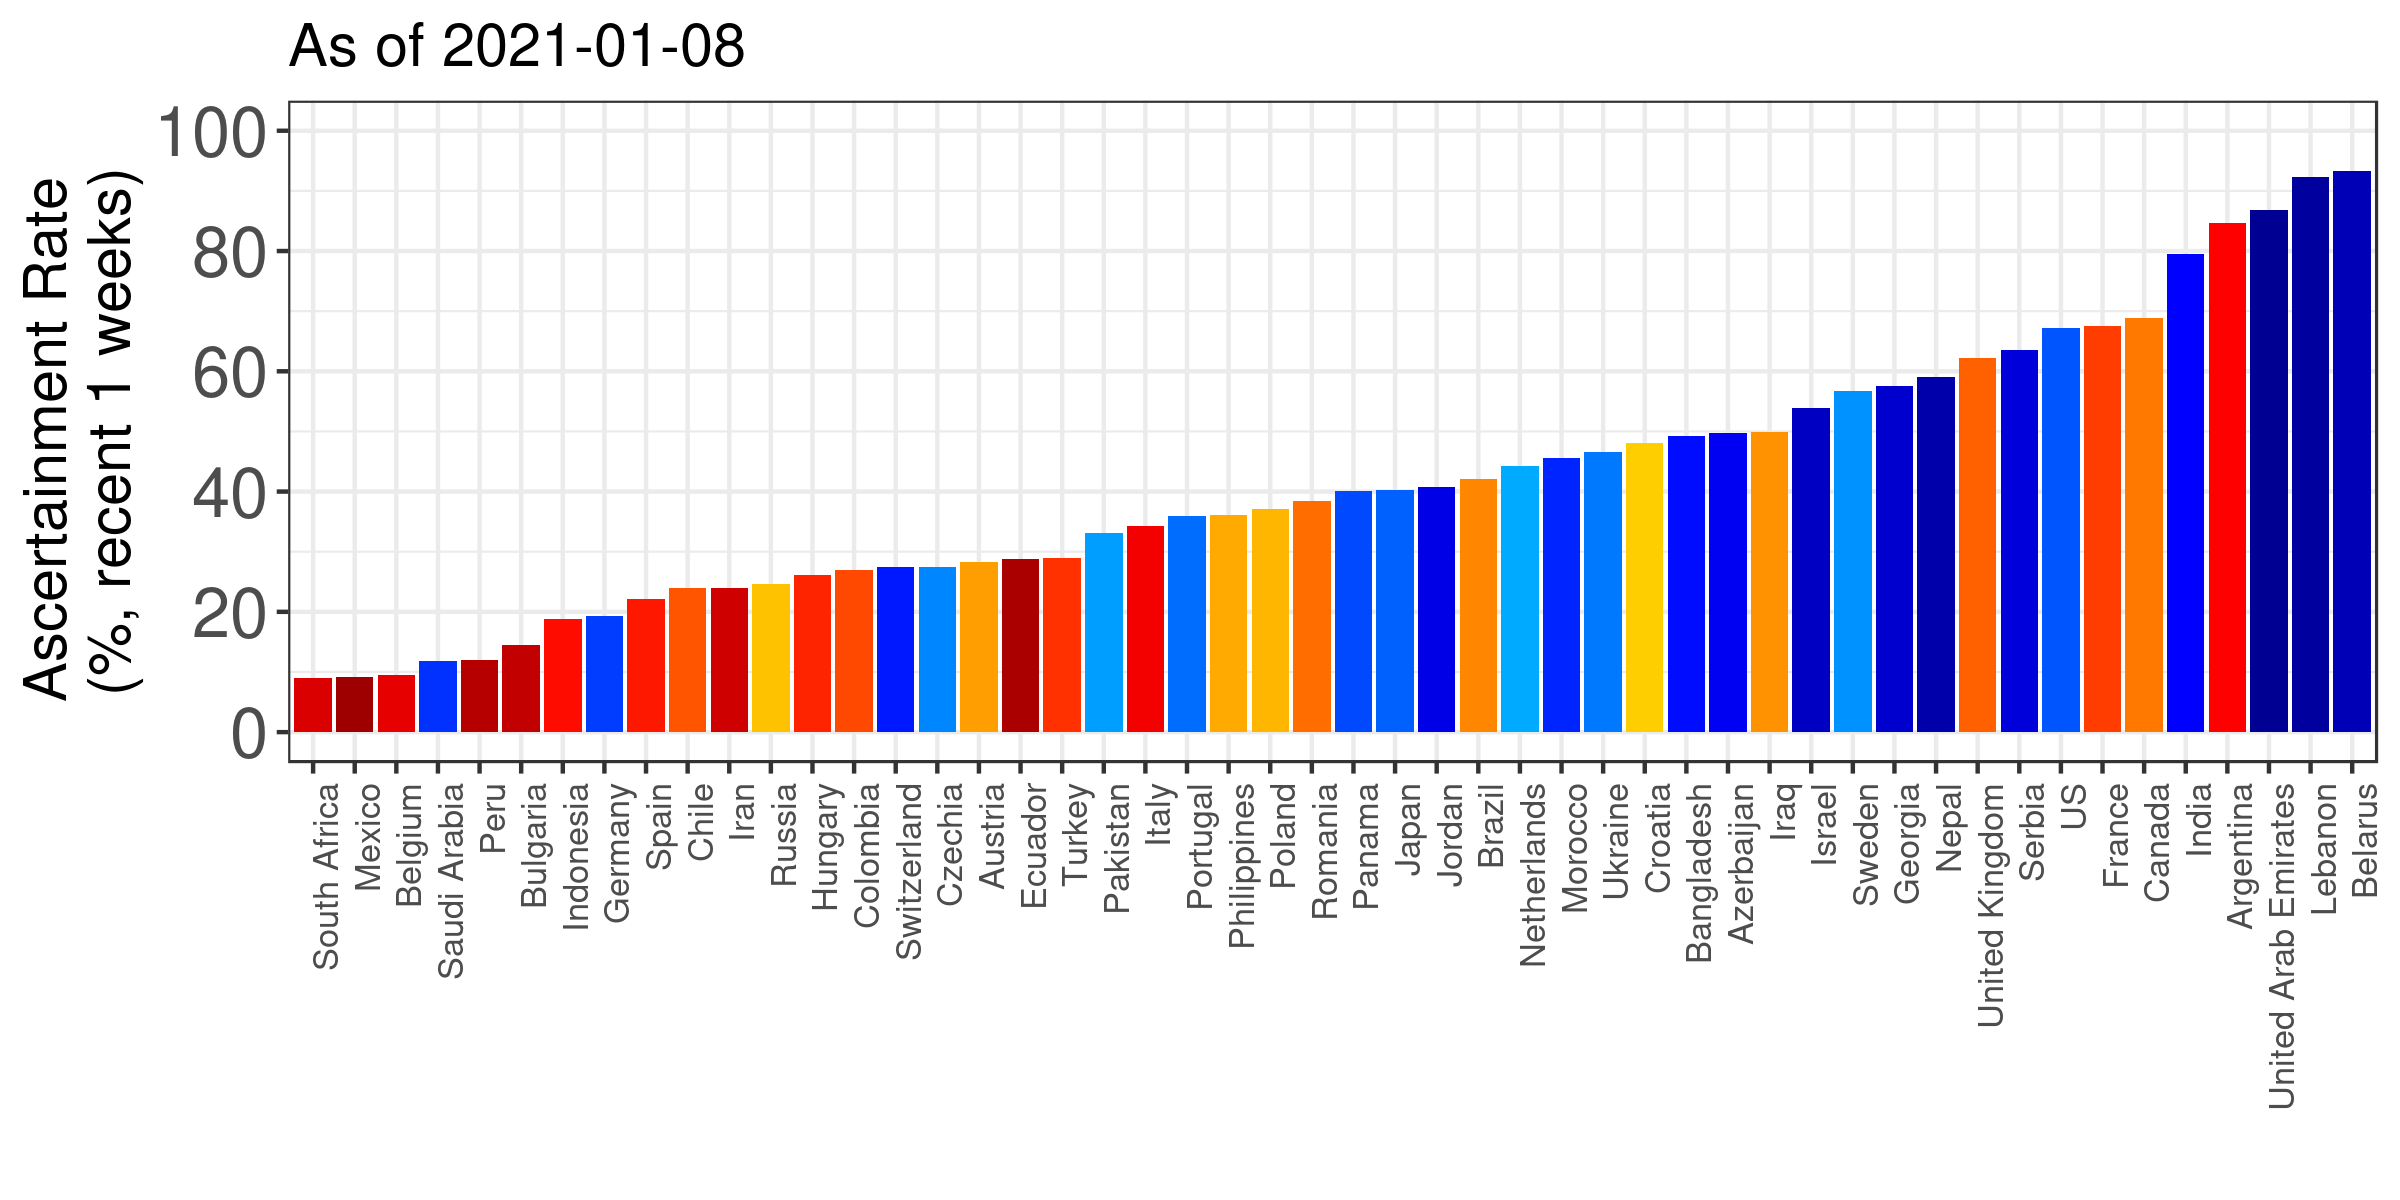 As of 2021-01-08
Ascertainment Rate
(%, recent 1 weeks)
100
80
60
40
20
0
South Africa
Mexico
Belgium
Saudi Arabia
Peru
Bulgaria
Indonesia
Germany
Spain
Chile
Iran
Russia
Hungary
Colombia
Switzerland
Czechia
Austria
Ecuador
Turkey
Pakistan
Italy
Portugal
Philippines
Poland
Romania
Panama
Japan
Jordan
Brazil
Netherlands
Morocco
Ukraine
Croatia
Bangladesh
Azerbaijan
Iraq
Israel
Sweden
Georgia
Nepal
United Kingdom
Serbia
US
France
Canada
India
Argentina
United Arab Emirates
Lebanon
Belarus